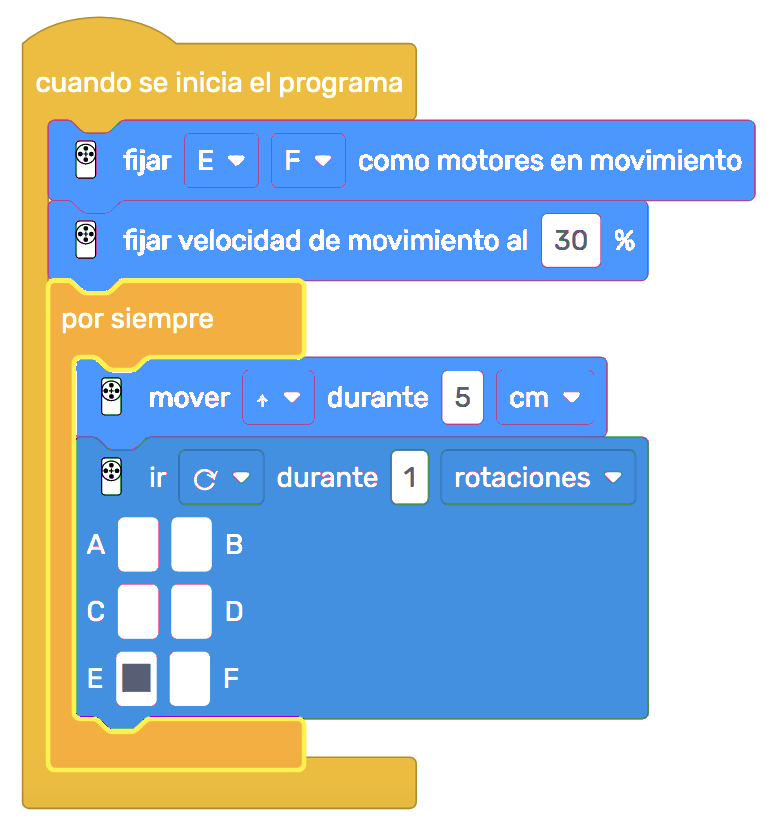 cuando se inicia el programa
fijar E F como motores en movimiento
fijar velocidad de movimiento al 30 %
por siempre
mover durante 5 cm
ir durante 1 rotaciones
A B
C D
E F